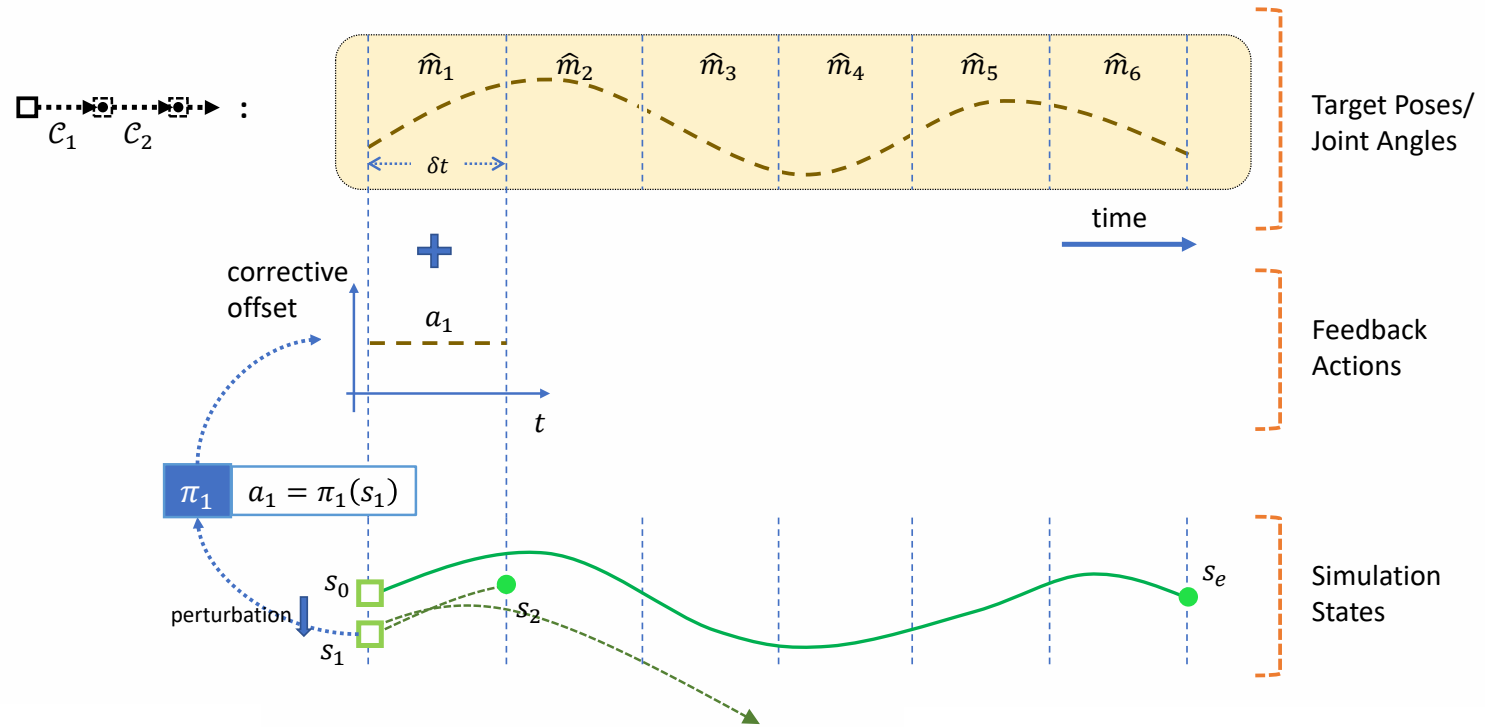 m̂₁ m̂₂ m̂₃ m̂₄ m̂₅ m̂₆
𝒞₁ 𝒞₂ :
δt
Target Poses/
Joint Angles
time
corrective
offset
a₁
t
Feedback
Actions
π₁ a₁ = π₁(s₁)
s₀
perturbation
s₁
s₂
sₑ
Simulation
States